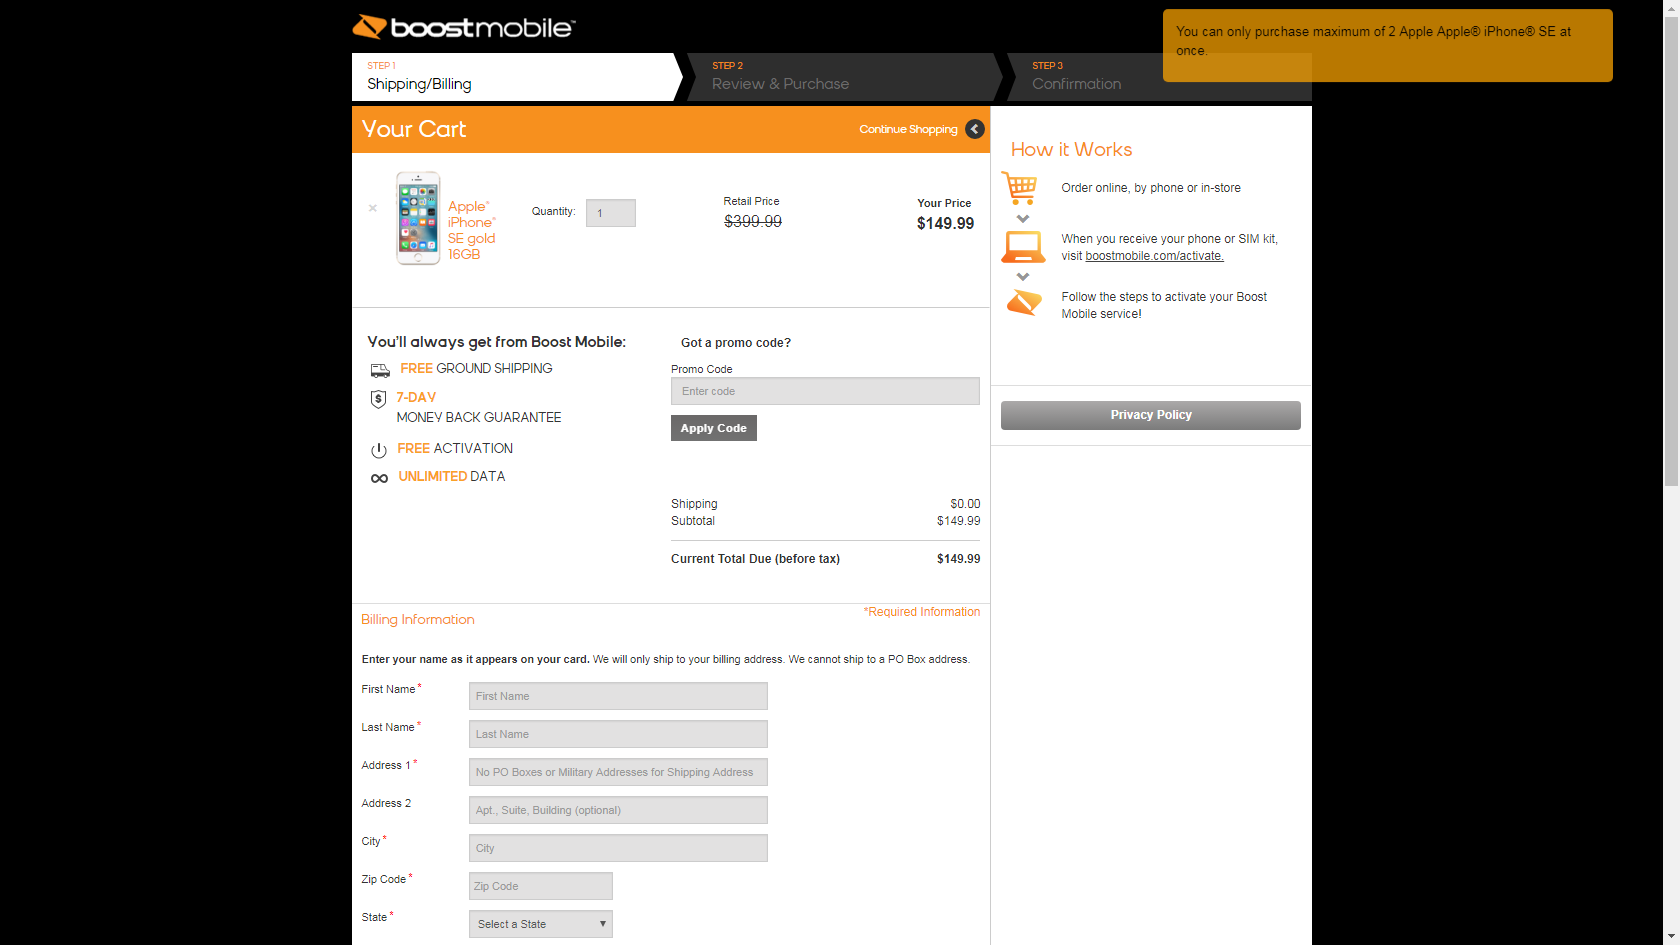 boostmobile™
You can only purchase maximum of 2 Apple Apple® iPhone® SE at
once.
STEP 1
Shipping/Billing
STEP 2
Review & Purchase
STEP 3
Confirmation
Your Cart
Continue Shopping
Apple®
iPhone®
SE gold
16GB
Quantity:
1
Retail Price
$399.99
Your Price
$149.99
You'll always get from Boost Mobile:
FREE GROUND SHIPPING
$
7-DAY
MONEY BACK GUARANTEE
FREE ACTIVATION
UNLIMITED DATA
Got a promo code?
Promo Code
Enter code
Apply Code
Shipping
$0.00
Subtotal
$149.99
Current Total Due (before tax)
$149.99
How it Works
Order online, by phone or in-store
When you receive your phone or SIM kit,
visit boostmobile.com/activate.
Follow the steps to activate your Boost
Mobile service!
Privacy Policy
*Required Information
Billing Information
Enter your name as it appears on your card. We will only ship to your billing address. We cannot ship to a PO Box address.
First Name*
First Name
Last Name*
Last Name
Address 1*
No PO Boxes or Military Addresses for Shipping Address
Address 2
Apt., Suite, Building (optional)
City*
City
Zip Code*
Zip Code
State*
Select a State